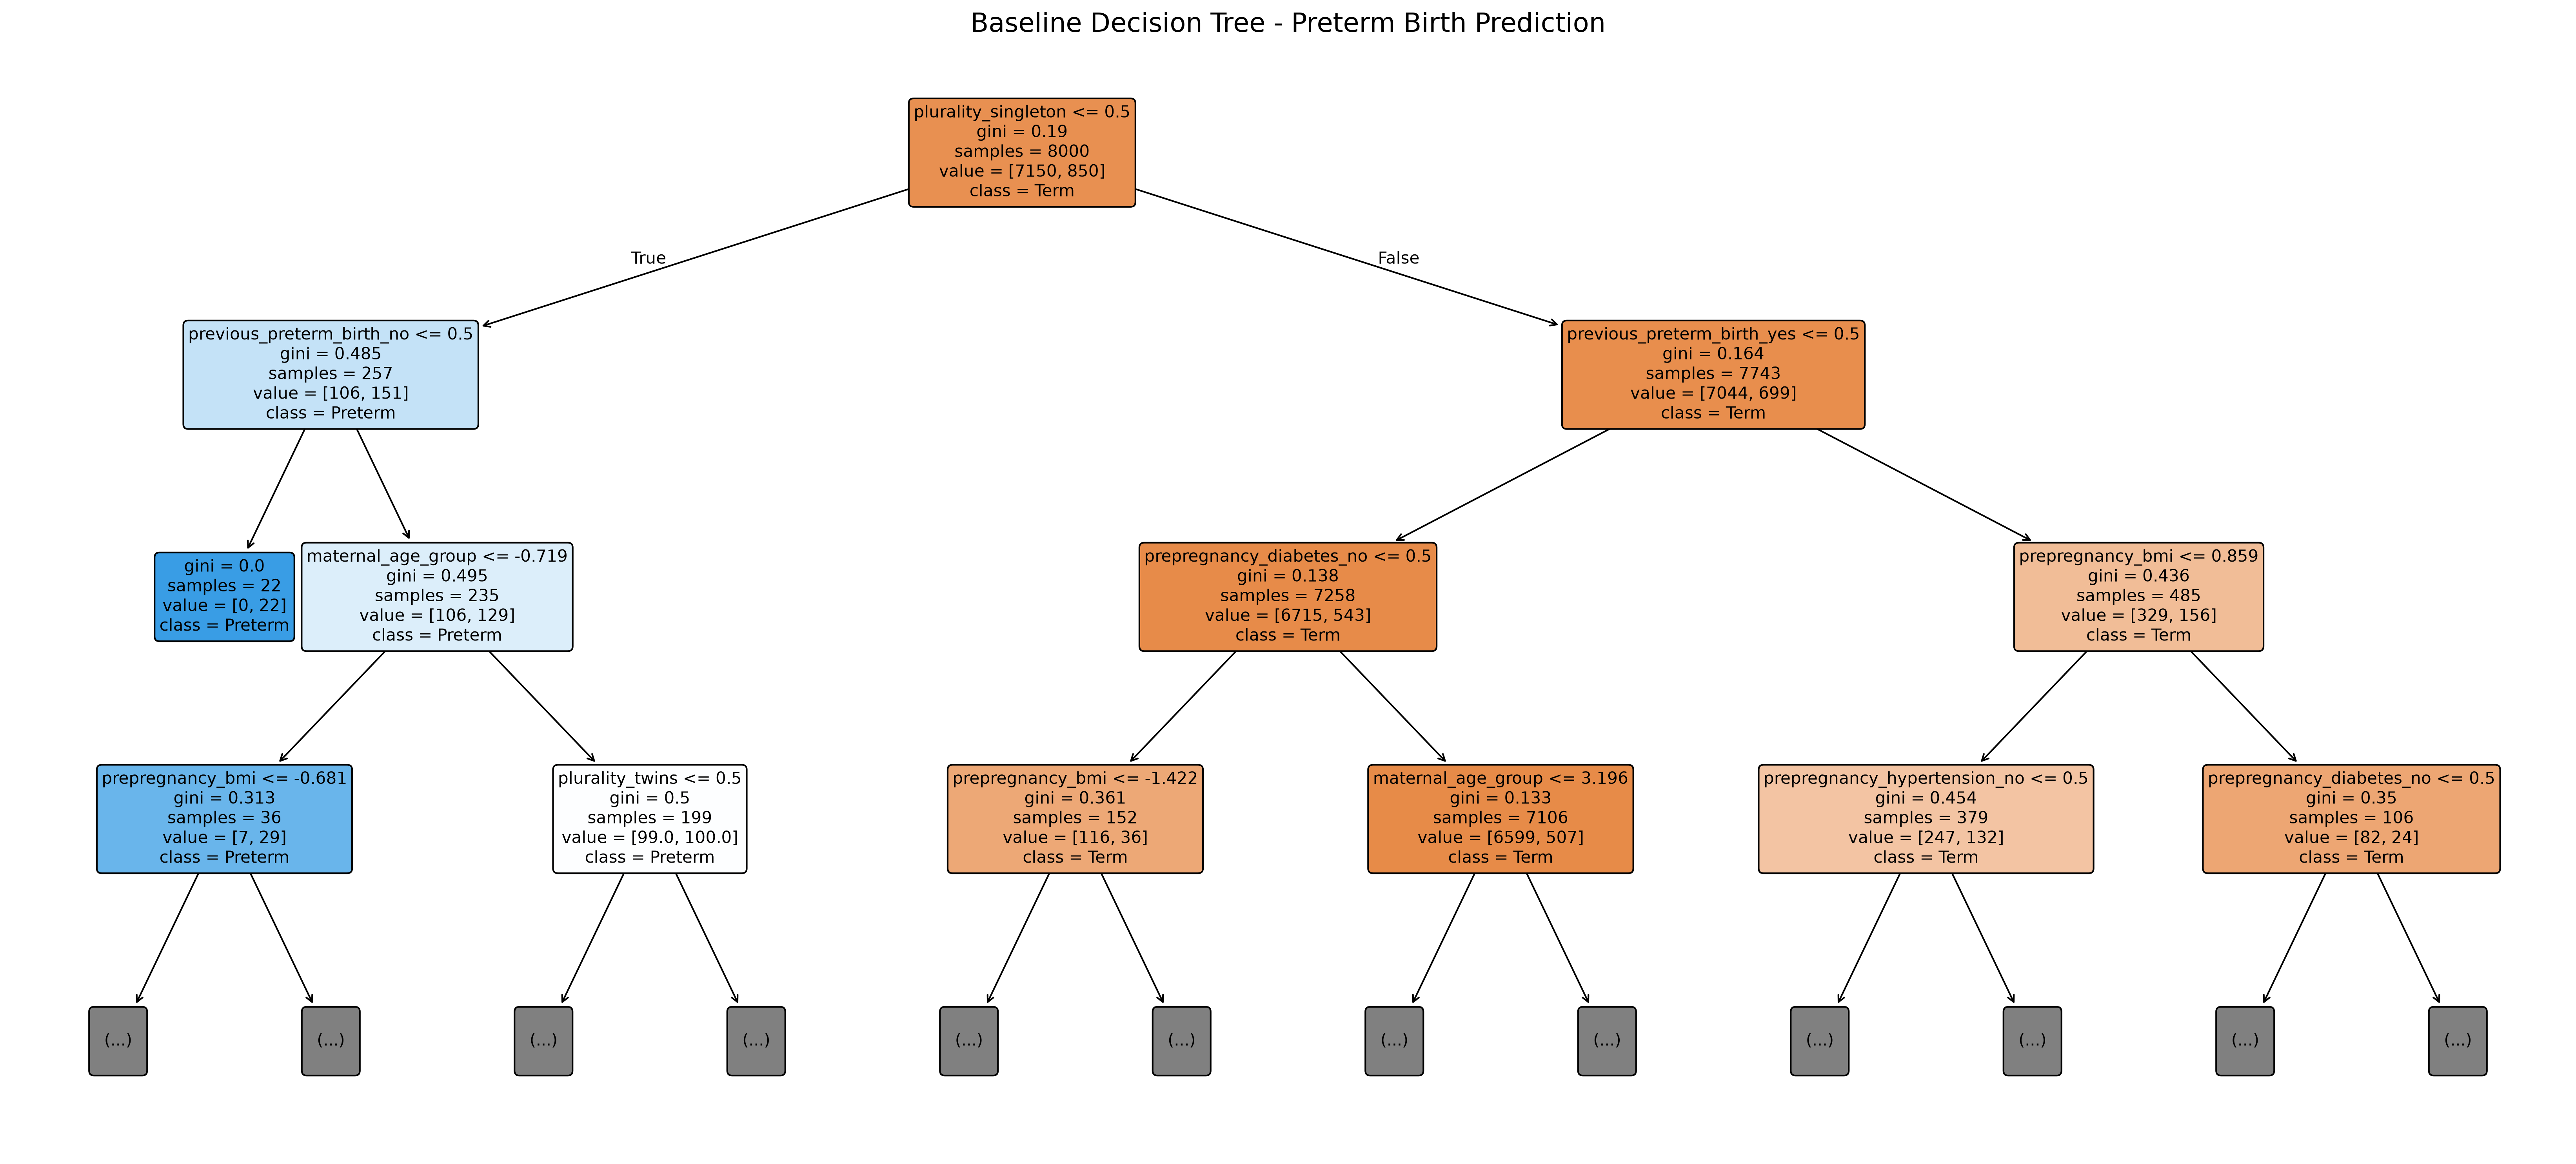 Baseline Decision Tree - Preterm Birth Prediction
plurality_singleton <= 0.5
gini = 0.19
samples = 8000
value = [7150, 850]
class = Term
True
False
previous_preterm_birth_no <= 0.5
gini = 0.485
samples = 257
value = [106, 151]
class = Preterm
previous_preterm_birth_yes <= 0.5
gini = 0.164
samples = 7743
value = [7044, 699]
class = Term
gini = 0.0
samples = 22
value = [0, 22]
class = Preterm
maternal_age_group <= -0.719
gini = 0.495
samples = 235
value = [106, 129]
class = Preterm
prepregnancy_diabetes_no <= 0.5
gini = 0.138
samples = 7258
value = [6715, 543]
class = Term
prepregnancy_bmi <= 0.859
gini = 0.436
samples = 485
value = [329, 156]
class = Term
prepregnancy_bmi <= -0.681
gini = 0.313
samples = 36
value = [7, 29]
class = Preterm
plurality_twins <= 0.5
gini = 0.5
samples = 199
value = [99.0, 100.0]
class = Preterm
prepregnancy_bmi <= -1.422
gini = 0.361
samples = 152
value = [116, 36]
class = Term
maternal_age_group <= 3.196
gini = 0.133
samples = 7106
value = [6599, 507]
class = Term
prepregnancy_hypertension_no <= 0.5
gini = 0.454
samples = 379
value = [247, 132]
class = Term
prepregnancy_diabetes_no <= 0.5
gini = 0.35
samples = 106
value = [82, 24]
class = Term
(...)
(...)
(...)
(...)
(...)
(...)
(...)
(...)
(...)
(...)
(...)
(...)